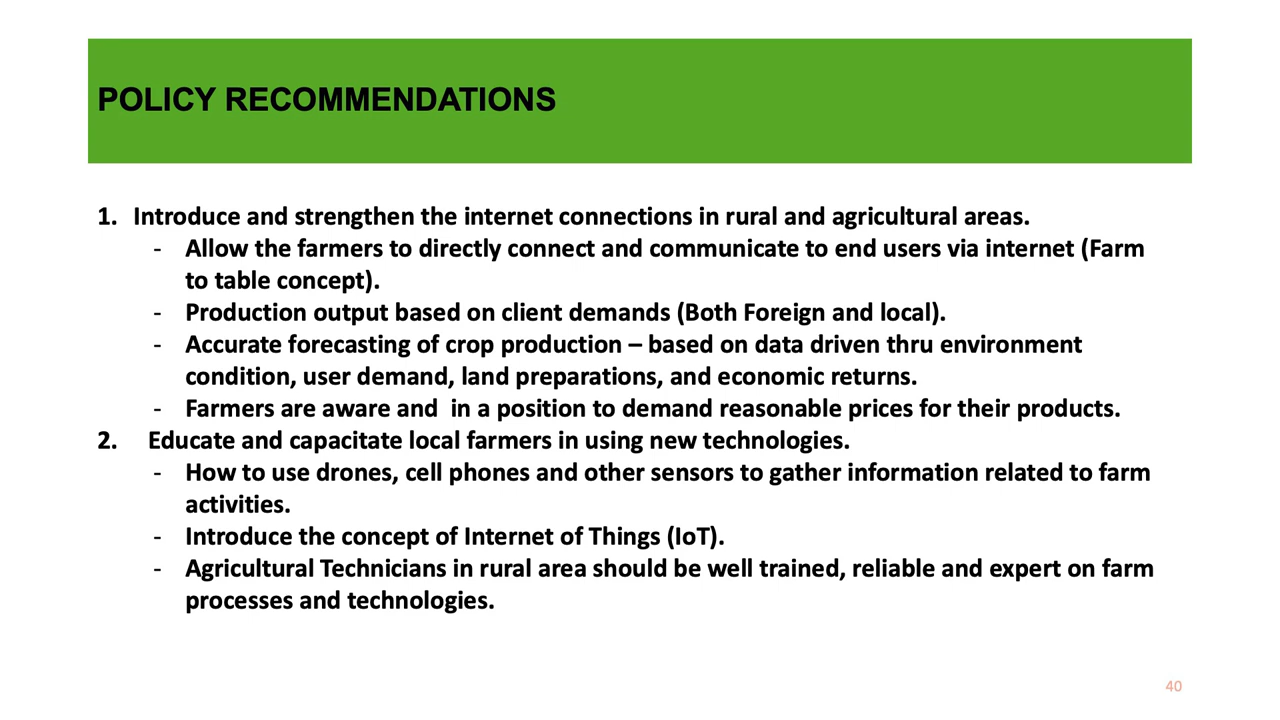 POLICY RECOMMENDATIONS
1. Introduce and strengthen the internet connections in rural and agricultural areas.
- Allow the farmers to directly connect and communicate to end users via internet (Farm
to table concept).
- Production output based on client demands (Both Foreign and local).
- Accurate forecasting of crop production – based on data driven thru environment
condition, user demand, land preparations, and economic returns.
- Farmers are aware and  in a position to demand reasonable prices for their products.
2. Educate and capacitate local farmers in using new technologies.
- How to use drones, cell phones and other sensors to gather information related to farm
activities.
- Introduce the concept of Internet of Things (IoT).
- Agricultural Technicians in rural area should be well trained, reliable and expert on farm
processes and technologies.
40